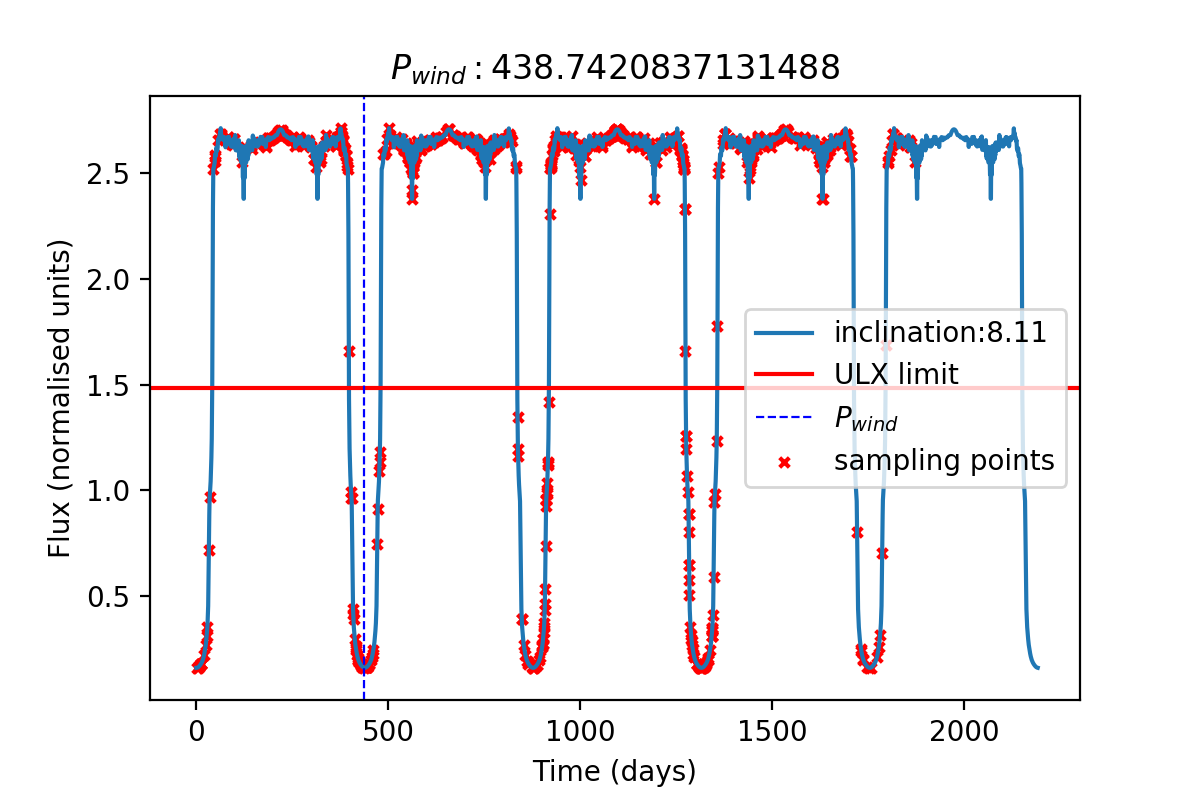 P_wind : 438.7420837131488
Flux (normalised units)
2.5
2.0
1.5
1.0
0.5
inclination:8.11
ULX limit
P_wind
sampling points
0 500 1000 1500 2000
Time (days)